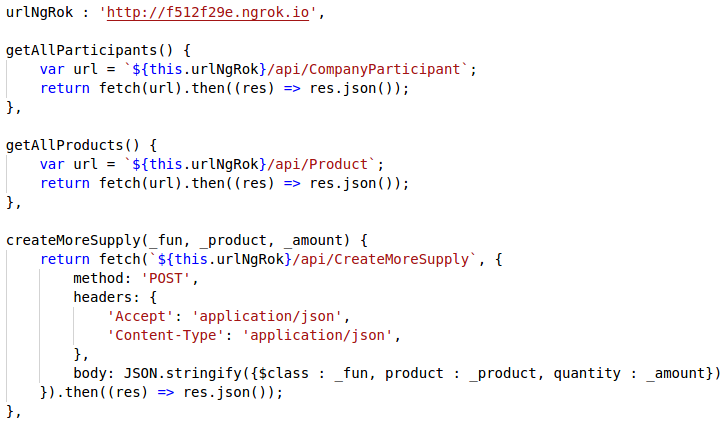 urlNgRok : 'http://f512f29e.ngrok.io',
getAllParticipants() {
var url = `${this.urlNgRok}/api/CompanyParticipant`;
return fetch(url).then((res) => res.json());
},
getAllProducts() {
var url = `${this.urlNgRok}/api/Product`;
return fetch(url).then((res) => res.json());
},
createMoreSupply(_fun, _product, _amount) {
return fetch(`${this.urlNgRok}/api/CreateMoreSupply`, {
method: 'POST',
headers: {
'Accept': 'application/json',
'Content-Type': 'application/json',
},
body: JSON.stringify({$class : _fun, product : _product, quantity : _amount})
}).then((res) => res.json());
},